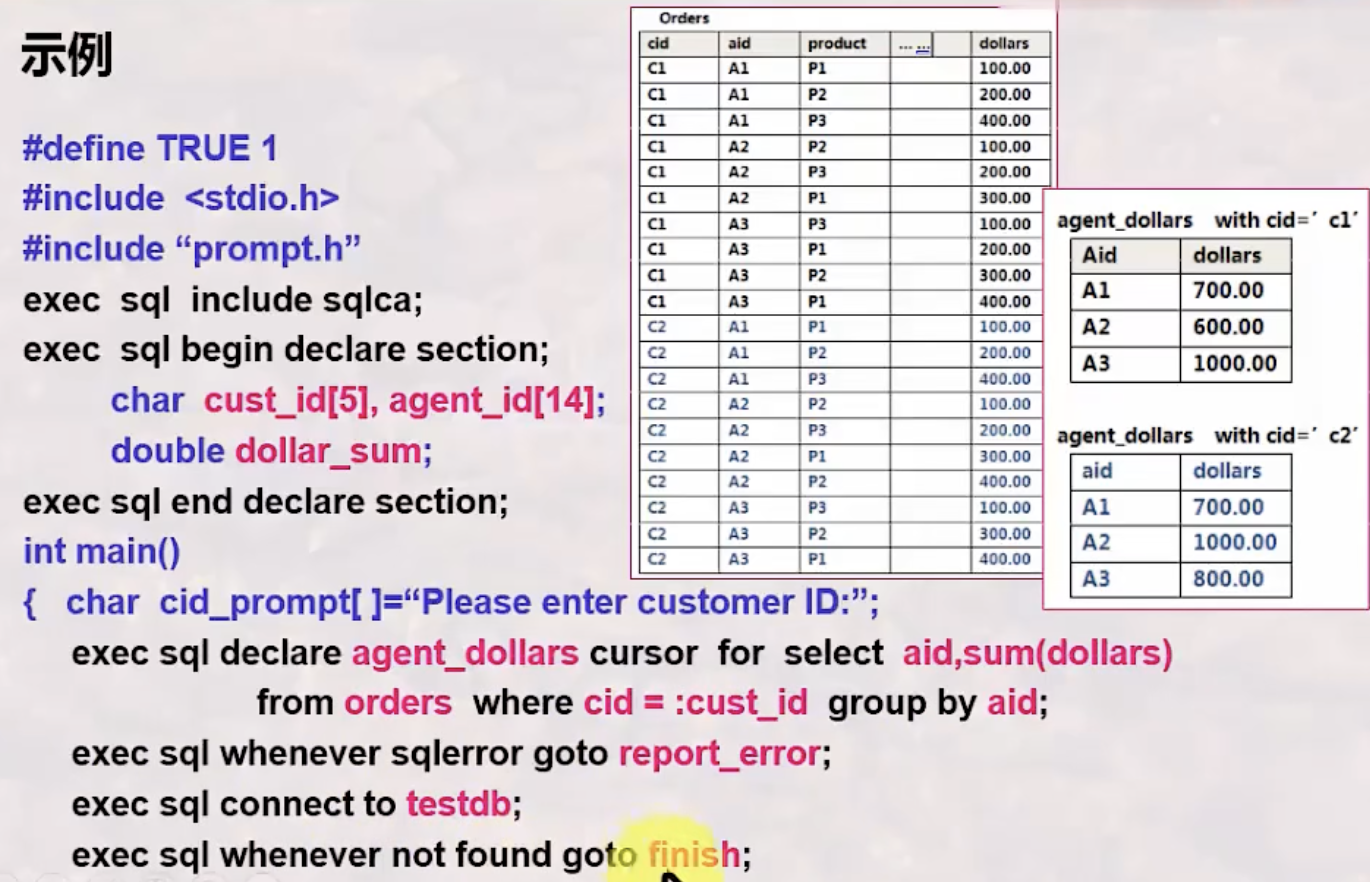 示例
#define TRUE 1
#include <stdio.h>
#include “prompt.h”
exec sql include sqlca;
exec sql begin declare section;
char cust_id[5], agent_id[14];
double dollar_sum;
exec sql end declare section;
int main()
{ char cid_prompt[ ]=“Please enter customer ID:”;
exec sql declare agent_dollars cursor for select aid,sum(dollars)
from orders where cid = :cust_id group by aid;
exec sql whenever sqlerror goto report_error;
exec sql connect to testdb;
exec sql whenever not found goto finish;
Orders
cid aid product ... ... dollars
C1 A1 P1 100.00
C1 A1 P2 200.00
C1 A1 P3 400.00
C1 A2 P2 100.00
C1 A2 P3 200.00
C1 A2 P1 300.00
C1 A3 P3 100.00
C1 A3 P1 200.00
C1 A3 P2 300.00
C1 A3 P1 400.00
C2 A1 P1 100.00
C2 A1 P2 200.00
C2 A1 P3 400.00
C2 A2 P2 100.00
C2 A2 P3 200.00
C2 A2 P1 300.00
C2 A2 P2 400.00
C2 A3 P3 100.00
C2 A3 P2 300.00
C2 A3 P1 400.00
agent_dollars with cid=′ c1′
Aid dollars
A1 700.00
A2 600.00
A3 1000.00
agent_dollars with cid=′ c2′
aid dollars
A1 700.00
A2 1000.00
A3 800.00